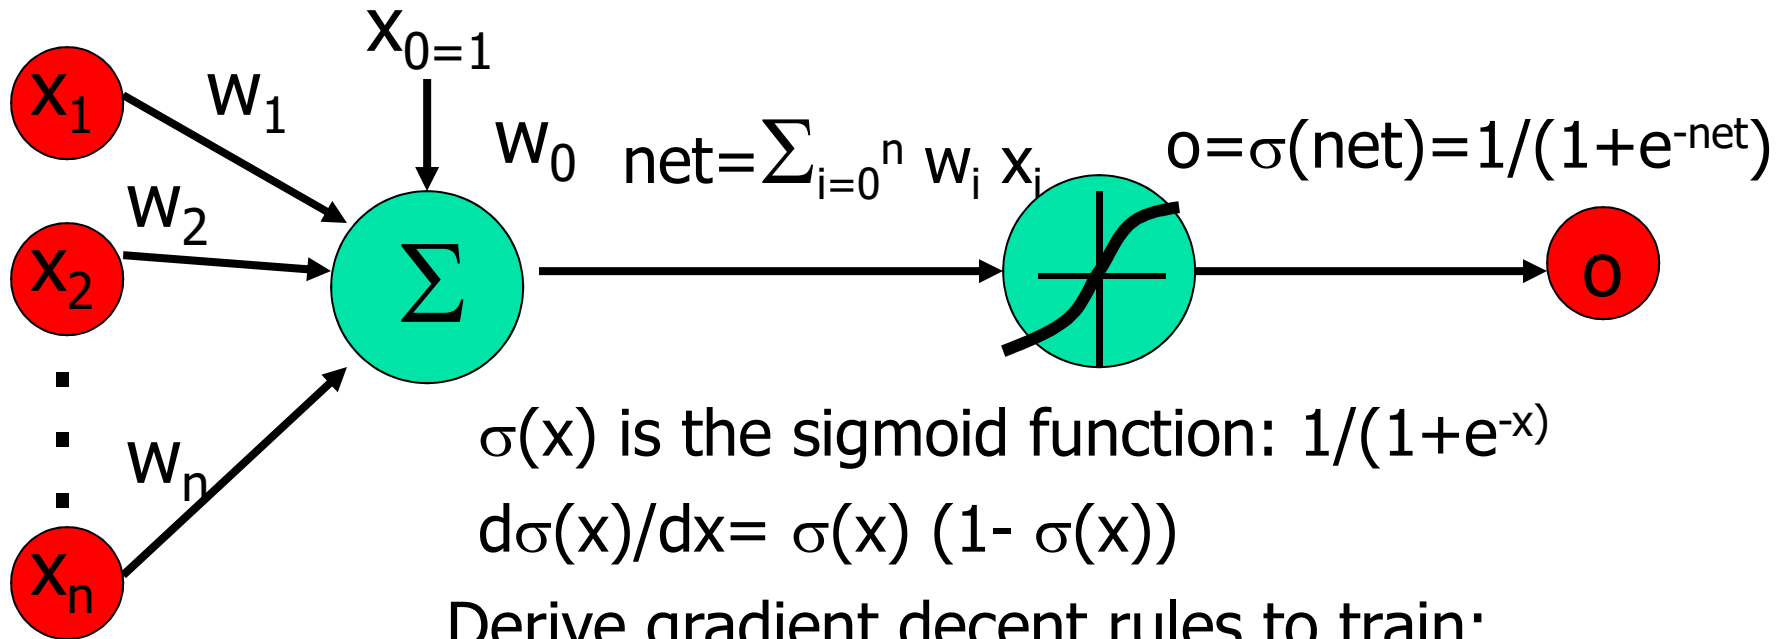 x0=1
x1
w1
w0
net=∑i=0n wi xi
o=σ(net)=1/(1+e-net)
w2
x2
Σ
o
wn
xn
σ(x) is the sigmoid function: 1/(1+e-x)
dσ(x)/dx= σ(x) (1- σ(x))
Derive gradient decent rules to train: